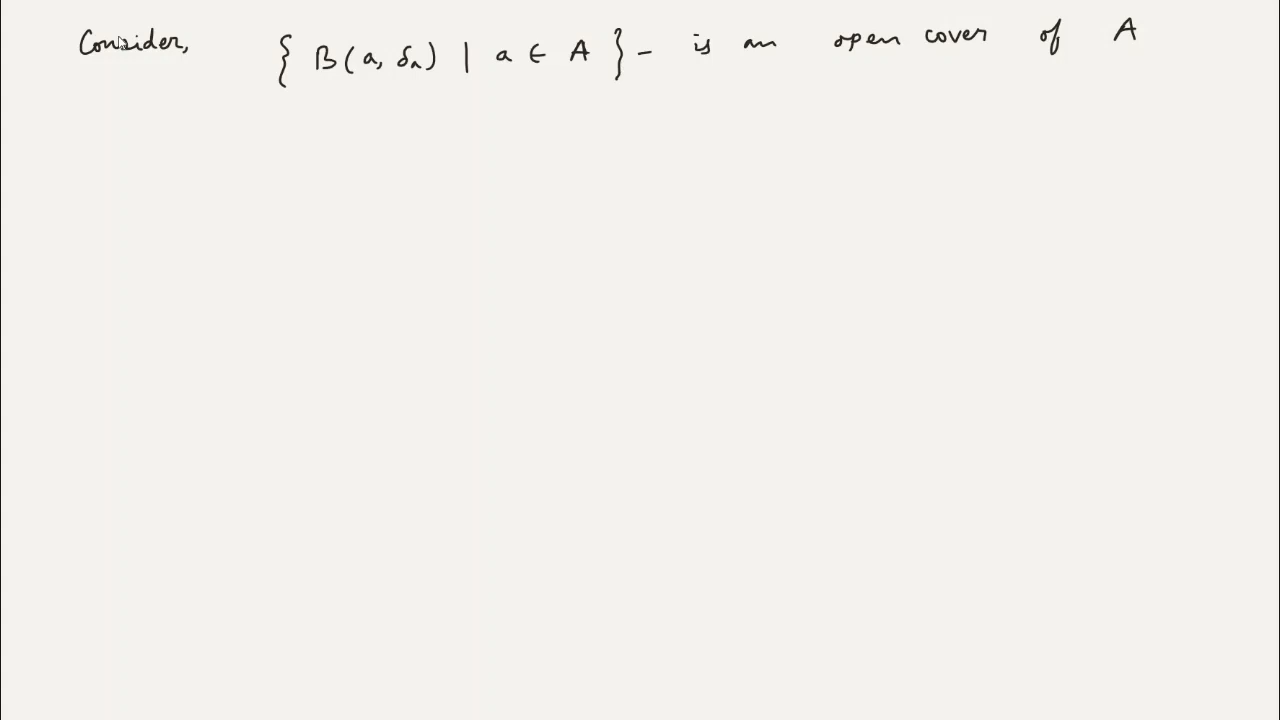 Consider, { B(a, δₐ) | a ∈ A } - is an open cover of A